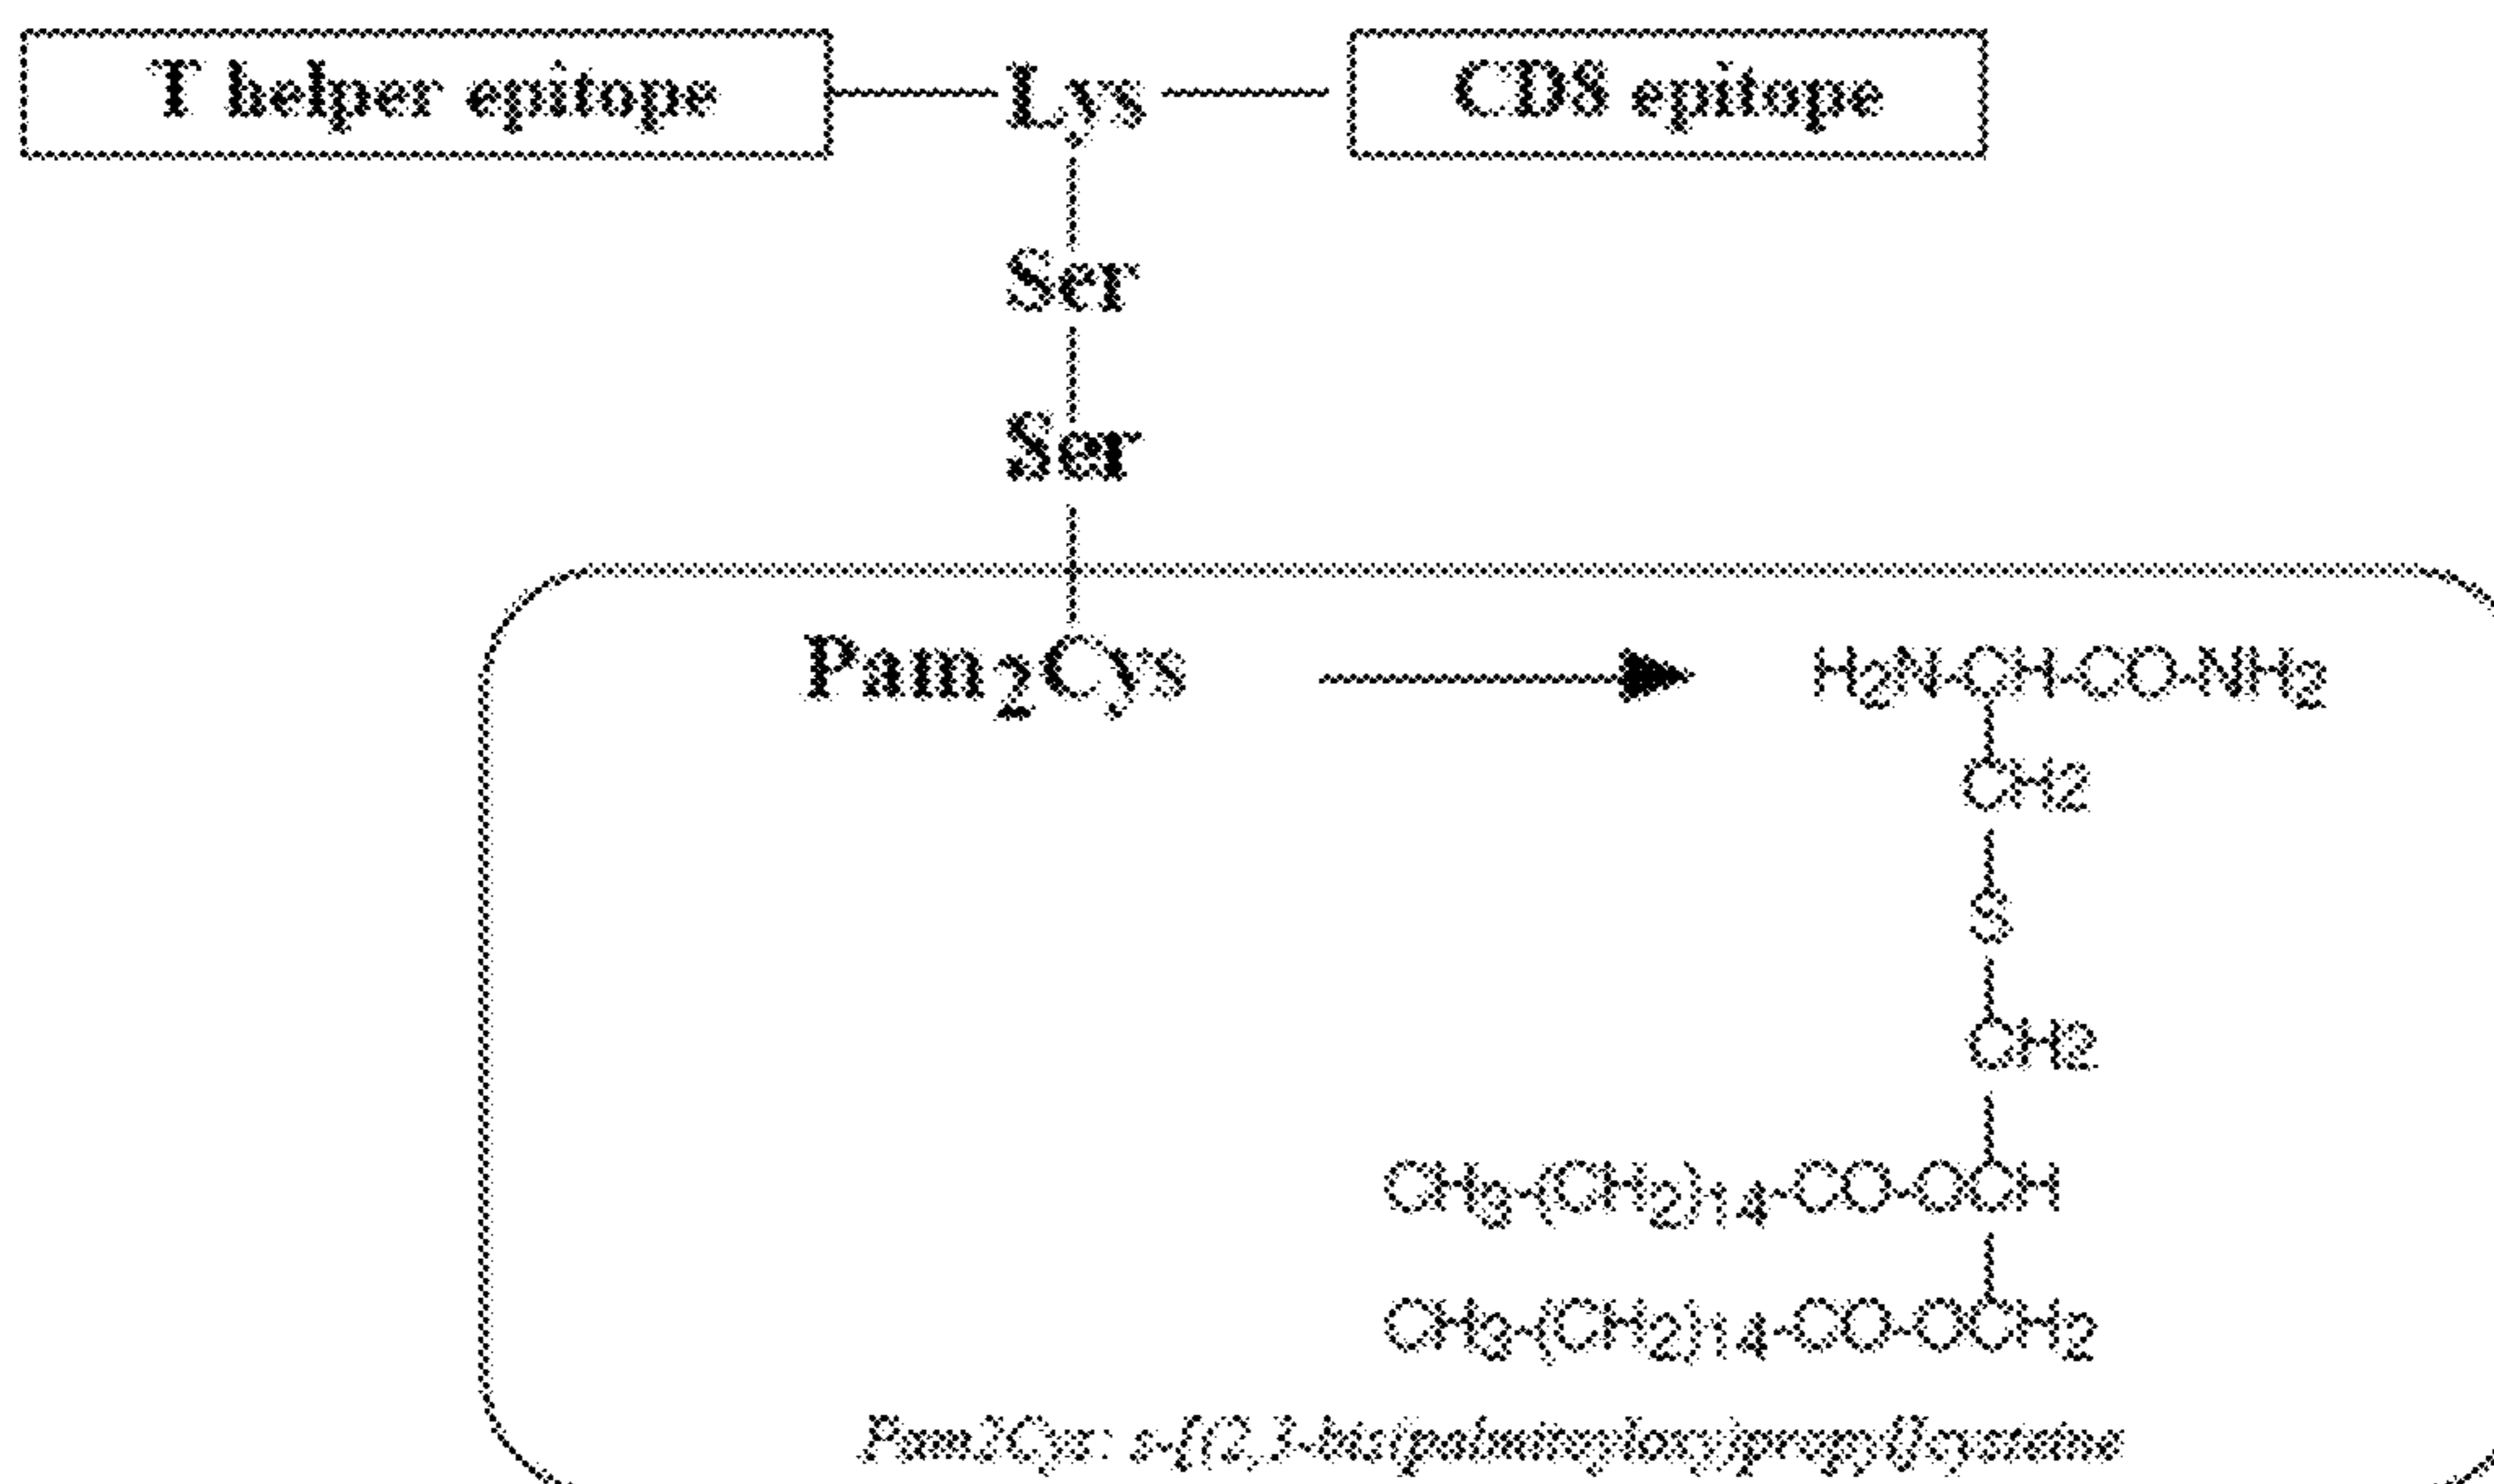 T helper epitope Lys CD8 epitope
Ser
Ser
Pam2Cys H2N-CH-CO-NH2
CH2
S
CH2
CH3-(CH2)14-CO-OCH
CH3-(CH2)14-CO-OCH2
Pam2Cys: s-[2,3-bis(palmitoyloxy)propyl]cysteine